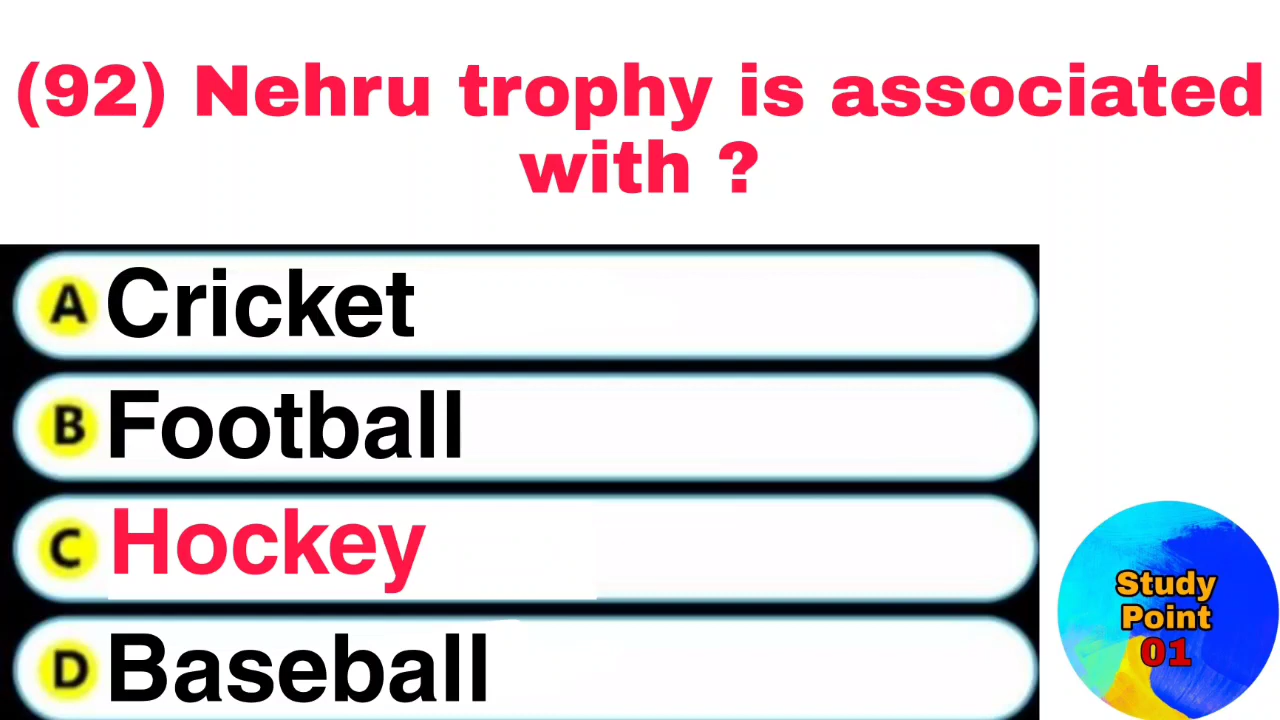 (92) Nehru trophy is associated
with ?
A Cricket
B Football
C Hockey
D Baseball
Study
Point
01